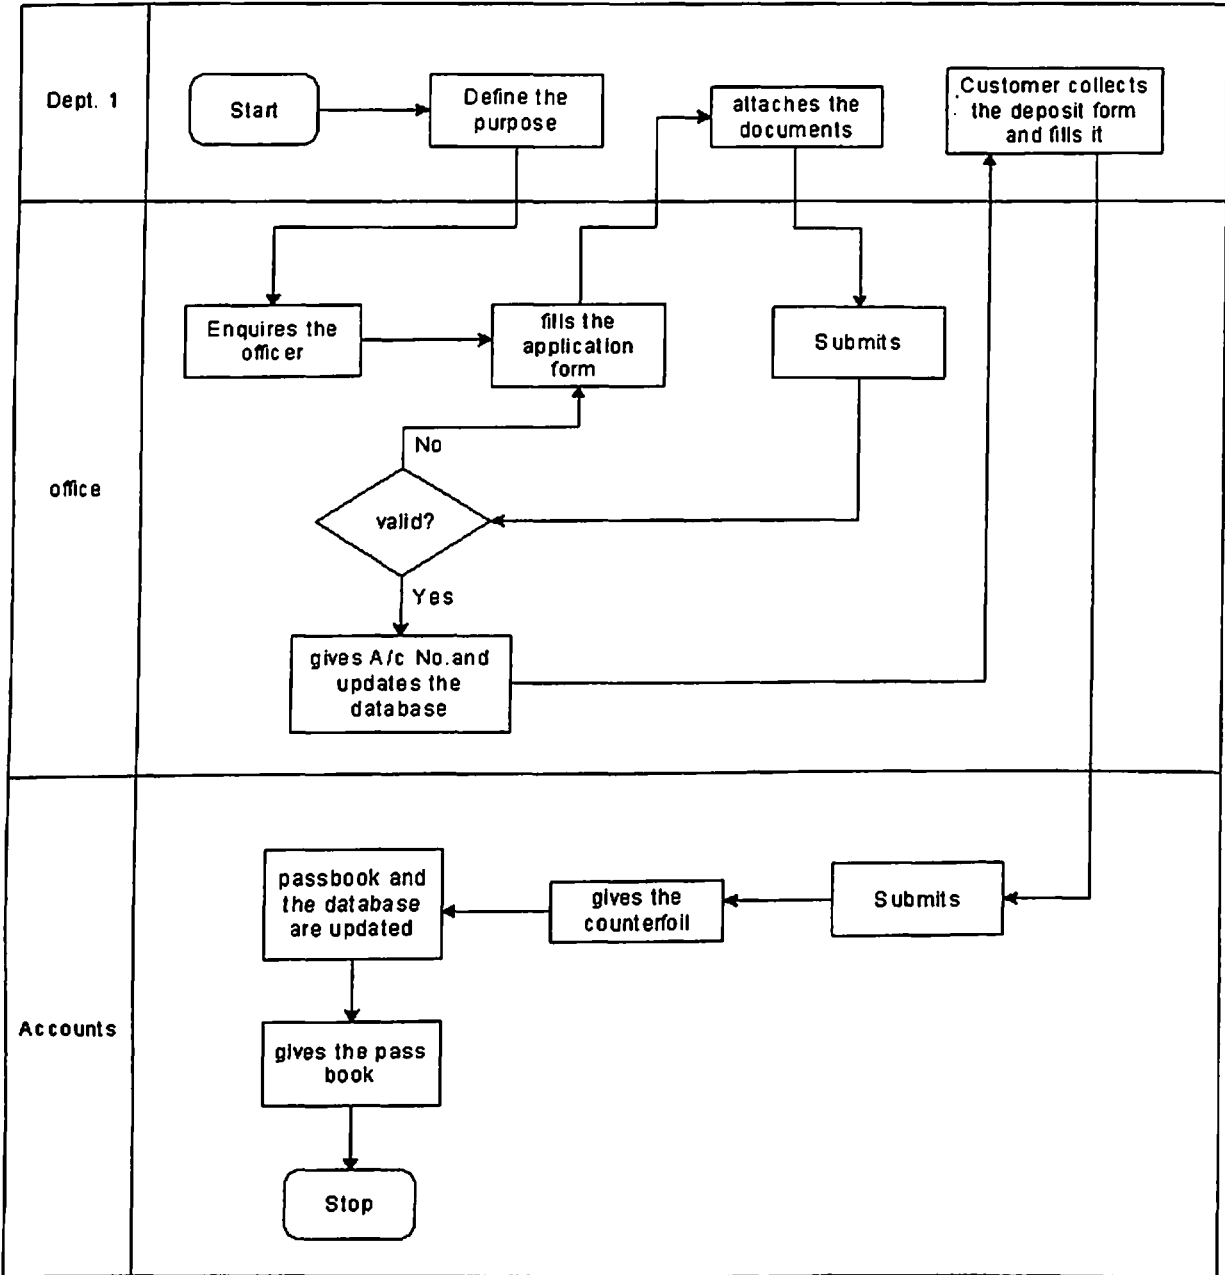 Dept. 1
Start
Define the
purpose
attaches the
documents
Customer collects
the deposit form
and fills it
office
Enquires the
officer
fills the
application
form
Submits
No
valid?
Yes
gives A/c No.and
updates the
database
Accounts
passbook and
the database
are updated
gives the
counterfoil
Submits
gives the pass
book
Stop